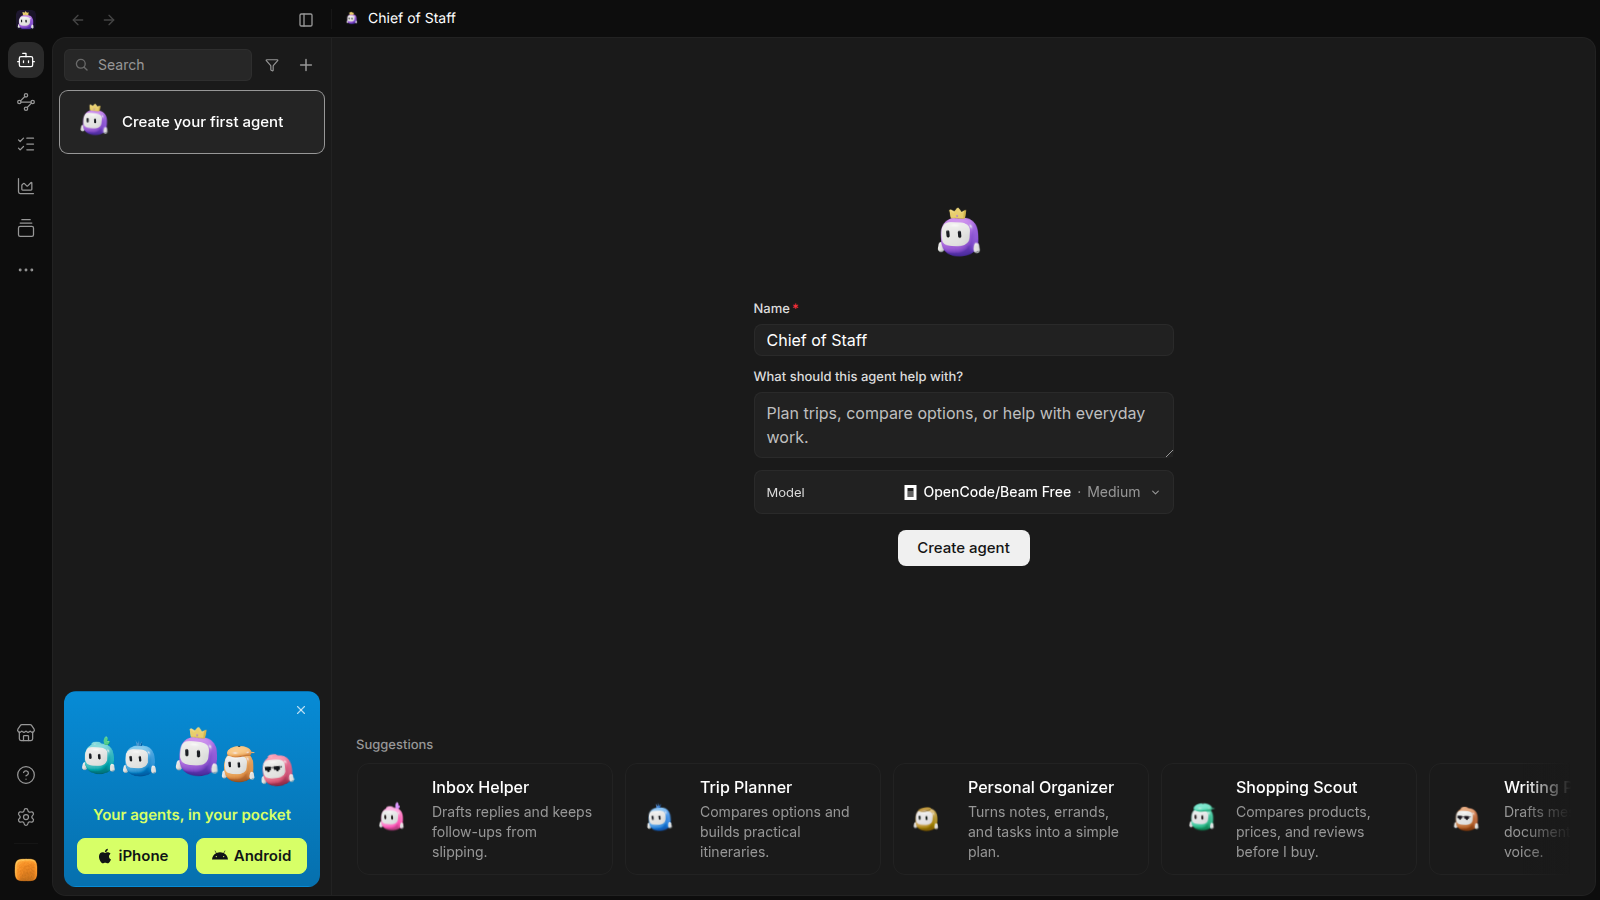 Chief of Staff
Search
Create your first agent
Name *
Chief of Staff
What should this agent help with?
Plan trips, compare options, or help with everyday
work.
Model
OpenCode/Beam Free · Medium
Create agent
Suggestions
Inbox Helper
Drafts replies and keeps
follow-ups from
slipping.
Trip Planner
Compares options and
builds practical
itineraries.
Personal Organizer
Turns notes, errands,
and tasks into a simple
plan.
Shopping Scout
Compares products,
prices, and reviews
before I buy.
Writing
Drafts
voice.
Your agents, in your pocket
iPhone
Android